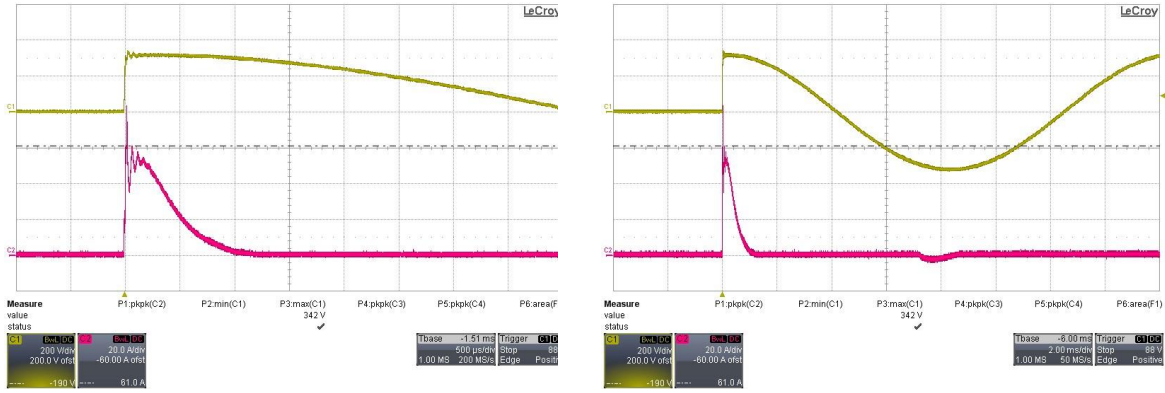 LeCroy
C1
C2
Measure P1:pkpk(C2) P2:min(C1) P3:max(C1) P4:pkpk(C3) P5:pkpk(C4) P6:area(F
value 342 V
status ✓
C1 BwL DC C2 BwL DC Tbase -1.51 ms Trigger C1 DC
200 V/div 20.0 A/div 500 µs/div Stop 88
200.0 V ofst -60.00 A ofst 1.00 MS 200 MS/s Edge Positiv
-190 V 61.0 A
LeCroy
C1
C2
Measure P1:pkpk(C2) P2:min(C1) P3:max(C1) P4:pkpk(C3) P5:pkpk(C4) P6:area(F1)
value 342 V
status ✓
C1 BwL DC C2 BwL DC Tbase -6.00 ms Trigger C1 DC
200 V/div 20.0 A/div 2.00 ms/div Stop 88 V
200.0 V ofst -60.00 A ofst 1.00 MS 50 MS/s Edge Positive
-190 V 61.0 A